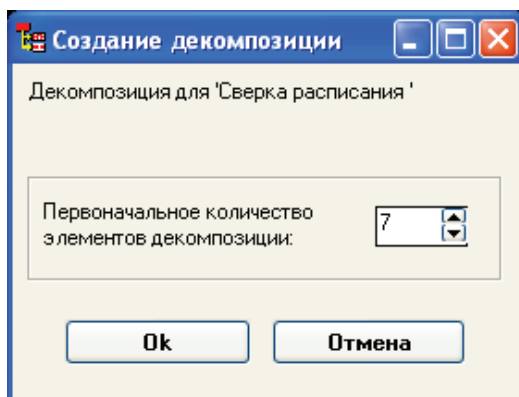 Создание декомпозиции
Декомпозиция для 'Сверка расписания '
Первоначальное количество
элементов декомпозиции:
7
Ok
Отмена